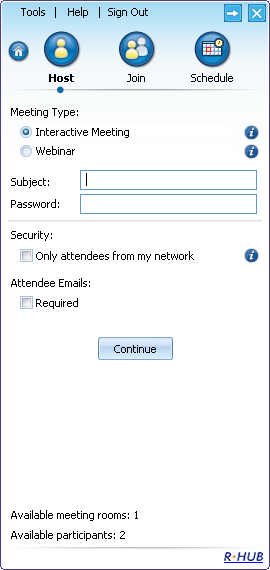 Tools | Help | Sign Out
Host Join Schedule
Meeting Type:
Interactive Meeting
Webinar
Subject:
Password:
Security:
Only attendees from my network
Attendee Emails:
Required
Continue
Available meeting rooms: 1
Available participants: 2
R·HUB